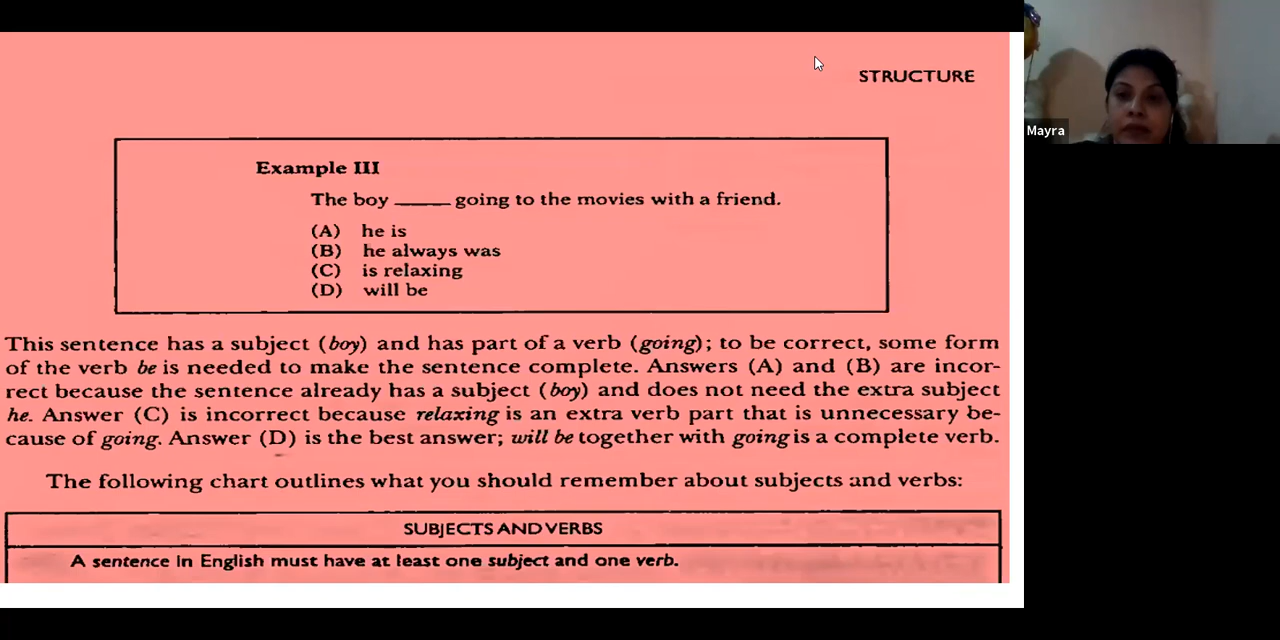 STRUCTURE
Mayra
Example III
The boy ____ going to the movies with a friend.
(A) he is
(B) he always was
(C) is relaxing
(D) will be
This sentence has a subject (boy) and has part of a verb (going); to be correct, some form
of the verb be is needed to make the sentence complete. Answers (A) and (B) are incor-
rect because the sentence already has a subject (boy) and does not need the extra subject
he. Answer (C) is incorrect because relaxing is an extra verb part that is unnecessary be-
cause of going. Answer (D) is the best answer; will be together with going is a complete verb.
The following chart outlines what you should remember about subjects and verbs:
SUBJECTS AND VERBS
A sentence in English must have at least one subject and one verb.